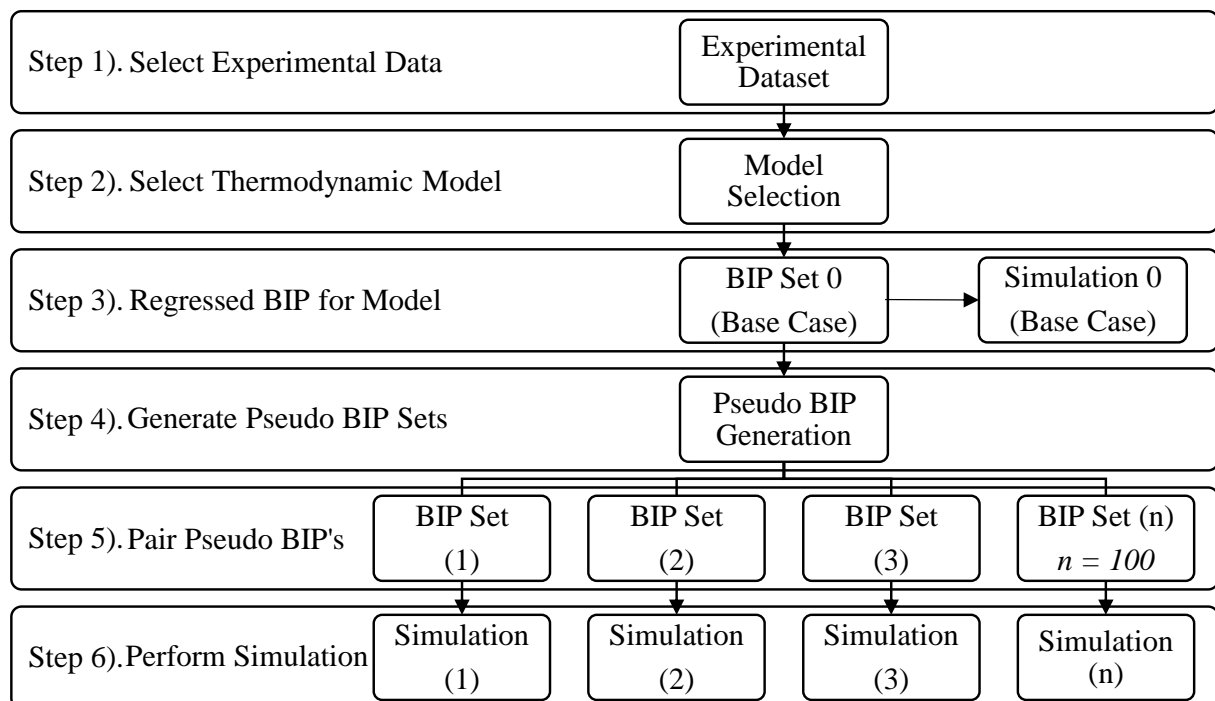 Step 1). Select Experimental Data
Experimental
Dataset
Step 2). Select Thermodynamic Model
Model
Selection
Step 3). Regressed BIP for Model
BIP Set 0
(Base Case)
Simulation 0
(Base Case)
Step 4). Generate Pseudo BIP Sets
Pseudo BIP
Generation
Step 5). Pair Pseudo BIP's
BIP Set
(1)
BIP Set
(2)
BIP Set
(3)
BIP Set (n)
n = 100
Step 6). Perform Simulation
Simulation
(1)
Simulation
(2)
Simulation
(3)
Simulation
(n)